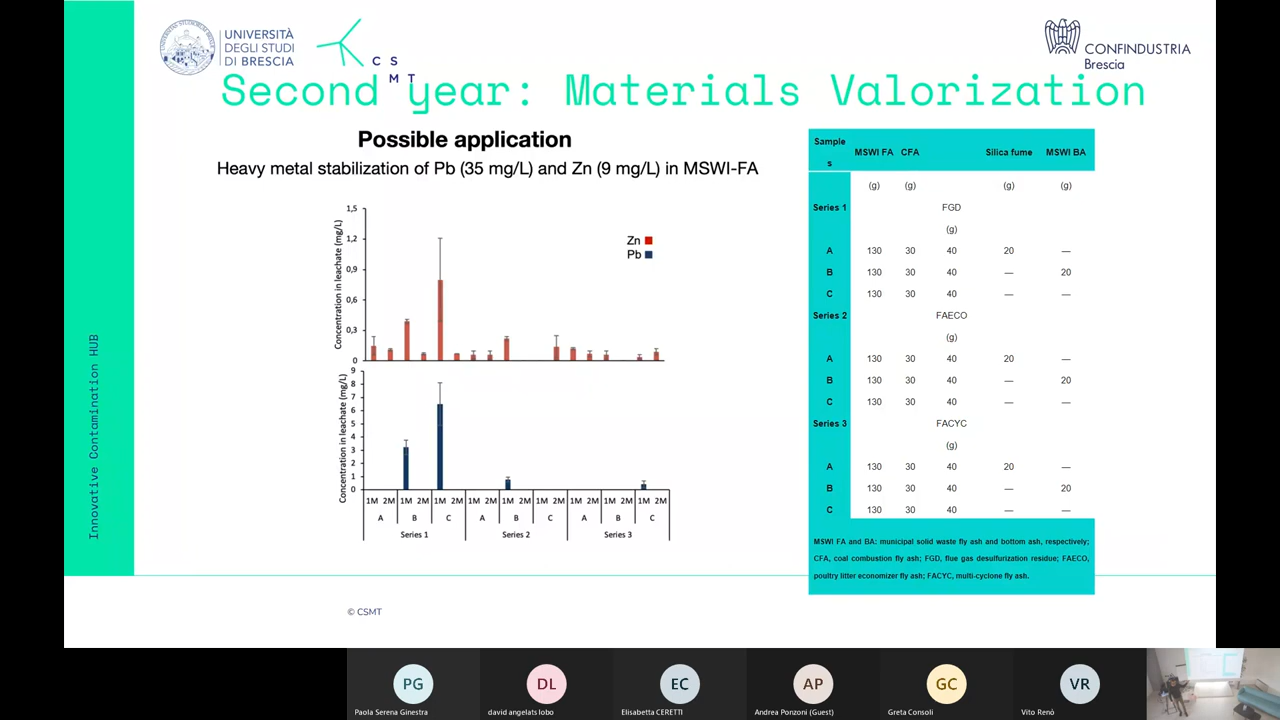 UNIVERSITÀ
DEGLI STUDI
DI BRESCIA
C S
M T
CONFINDUSTRIA
Brescia
Second year: Materials Valorization
Possible application
Heavy metal stabilization of Pb (35 mg/L) and Zn (9 mg/L) in MSWI-FA
Concentration in leachate (mg/L)
1,5
1,2
0,9
0,6
0,3
0
Zn
Pb
Concentration in leachate (mg/L)
9
8
7
6
5
4
3
2
1
0
1M 2M 1M 2M 1M 2M 1M 2M 1M 2M 1M 2M 1M 2M 1M 2M 1M 2M
A B C A B C A B C
Series 1 Series 2 Series 3
Sample
s MSWI FA CFA Silica fume MSWI BA
(g) (g) (g) (g)
Series 1 FGD
(g)
A 130 30 40 20 —
B 130 30 40 — 20
C 130 30 40 — —
Series 2 FAECO
(g)
A 130 30 40 20 —
B 130 30 40 — 20
C 130 30 40 — —
Series 3 FACYC
(g)
A 130 30 40 20 —
B 130 30 40 — 20
C 130 30 40 — —
MSWI FA and BA: municipal solid waste fly ash and bottom ash, respectively;
CFA, coal combustion fly ash; FGD, flue gas desulfurization residue; FAECO,
poultry litter economizer fly ash; FACYC, multi-cyclone fly ash.
Innovative Contamination HUB
© CSMT
PG
Paola Serena Ginestra
DL
david angelats lobo
EC
Elisabetta CERETTI
AP
Andrea Ponzoni (Guest)
GC
Greta Consoli
VR
Vito Renò